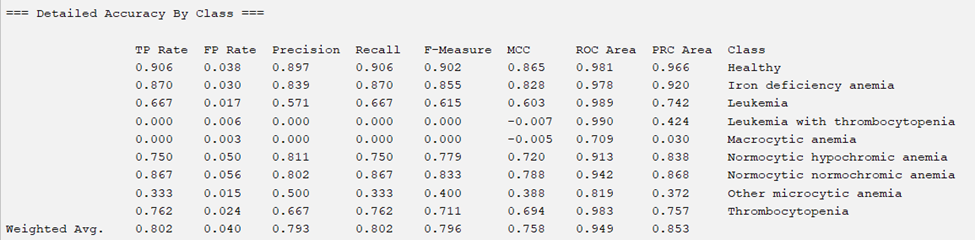 === Detailed Accuracy By Class ===
TP Rate FP Rate Precision Recall F-Measure MCC ROC Area PRC Area Class
0.906 0.038 0.897 0.906 0.902 0.865 0.981 0.966 Healthy
0.870 0.030 0.839 0.870 0.855 0.828 0.978 0.920 Iron deficiency anemia
0.667 0.017 0.571 0.667 0.615 0.603 0.989 0.742 Leukemia
0.000 0.006 0.000 0.000 0.000 -0.007 0.990 0.424 Leukemia with thrombocytopenia
0.000 0.003 0.000 0.000 0.000 -0.005 0.709 0.030 Macrocytic anemia
0.750 0.050 0.811 0.750 0.779 0.720 0.913 0.838 Normocytic hypochromic anemia
0.867 0.056 0.802 0.867 0.833 0.788 0.942 0.868 Normocytic normochromic anemia
0.333 0.015 0.500 0.333 0.400 0.388 0.819 0.372 Other microcytic anemia
0.762 0.024 0.667 0.762 0.711 0.694 0.983 0.757 Thrombocytopenia
Weighted Avg. 0.802 0.040 0.793 0.802 0.796 0.758 0.949 0.853